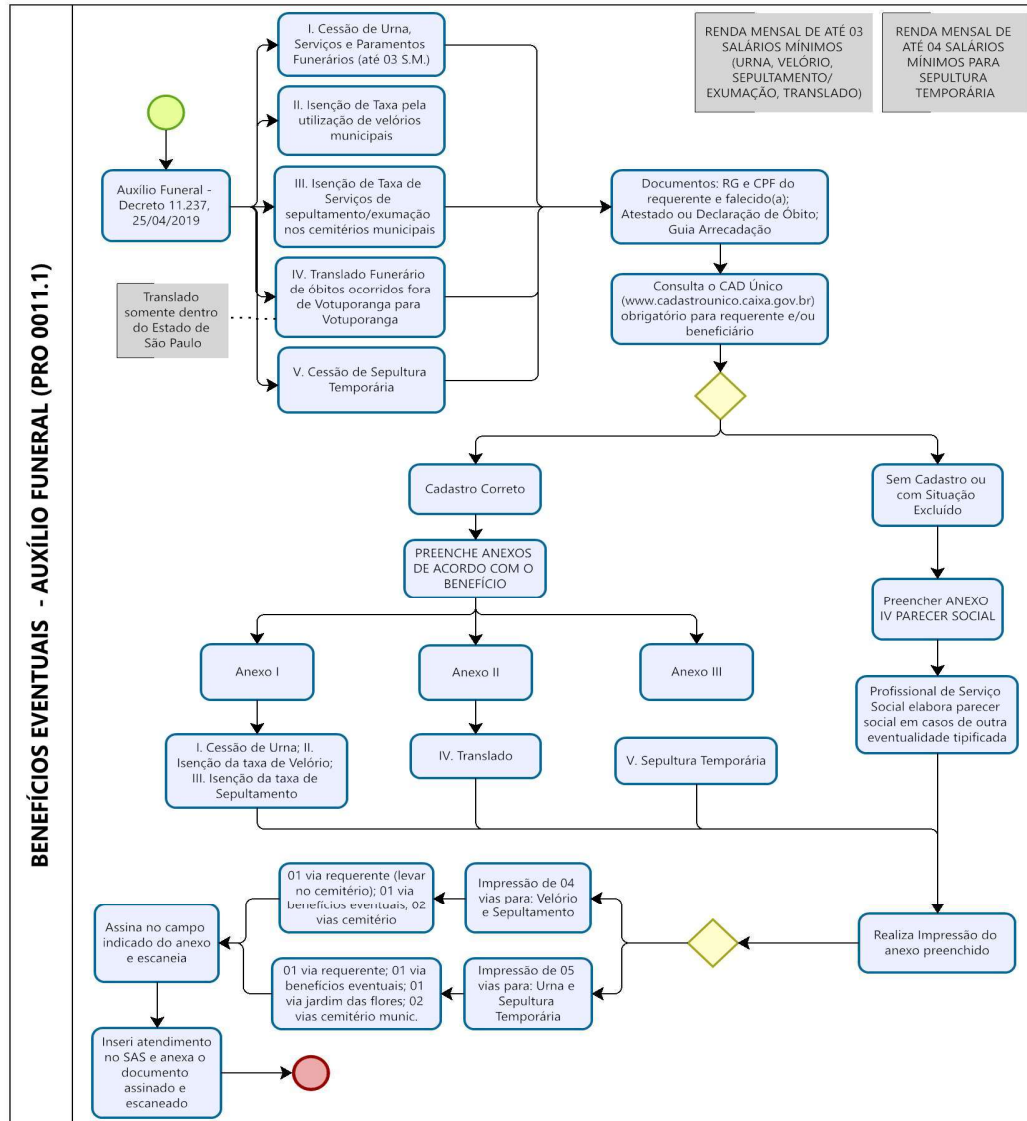 BENEFÍCIOS EVENTUAIS - AUXÍLIO FUNERAL (PRO 0011.1)
Auxílio Funeral -
Decreto 11.237,
25/04/2019
I. Cessão de Urna,
Serviços e Paramentos
Funerários (até 03 S.M.)
II. Isenção de Taxa pela
utilização de velórios
municipais
III. Isenção de Taxa de
Serviços de
sepultamento/exumação
nos cemitérios municipais
IV. Translado Funerário
de óbitos ocorridos fora
de Votuporanga para
Votuporanga
V. Cessão de Sepultura
Temporária
Translado
somente dentro
do Estado de
São Paulo
RENDA MENSAL DE ATÉ 03
SALÁRIOS MÍNIMOS
(URNA, VELÓRIO,
SEPULTAMENTO/
EXUMAÇÃO, TRANSLADO)
RENDA MENSAL DE
ATÉ 04 SALÁRIOS
MÍNIMOS PARA
SEPULTURA
TEMPORÁRIA
Documentos: RG e CPF do
requerente e falecido(a);
Atestado ou Declaração de Óbito;
Guia Arrecadação
Consulta o CAD Único
(www.cadastrounico.caixa.gov.br)
obrigatório para requerente e/ou
beneficiário
Cadastro Correto
Sem Cadastro ou
com Situação
Excluído
PREENCHE ANEXOS
DE ACORDO COM O
BENEFÍCIO
Preencher ANEXO
IV PARECER SOCIAL
Anexo I
Anexo II
Anexo III
Profissional de Serviço
Social elabora parecer
social em casos de outra
eventualidade tipificada
I. Cessão de Urna; II.
Isenção da taxa de Velório;
III. Isenção da taxa de
Sepultamento
IV. Translado
V. Sepultura Temporária
Realiza Impressão do
anexo preenchido
Impressão de 04
vias para: Velório
e Sepultamento
01 via requerente (levar
no cemitério); 01 via
benefícios eventuais, 02
vias cemitério
Impressão de 05
vias para: Urna e
Sepultura
Temporária
01 via requerente; 01 via
benefícios eventuais; 01
via jardim das flores; 02
vias cemitério munic.
Assina no campo
indicado do anexo
e escaneia
Inseri atendimento
no SAS e anexa o
documento
assinado e
escaneado